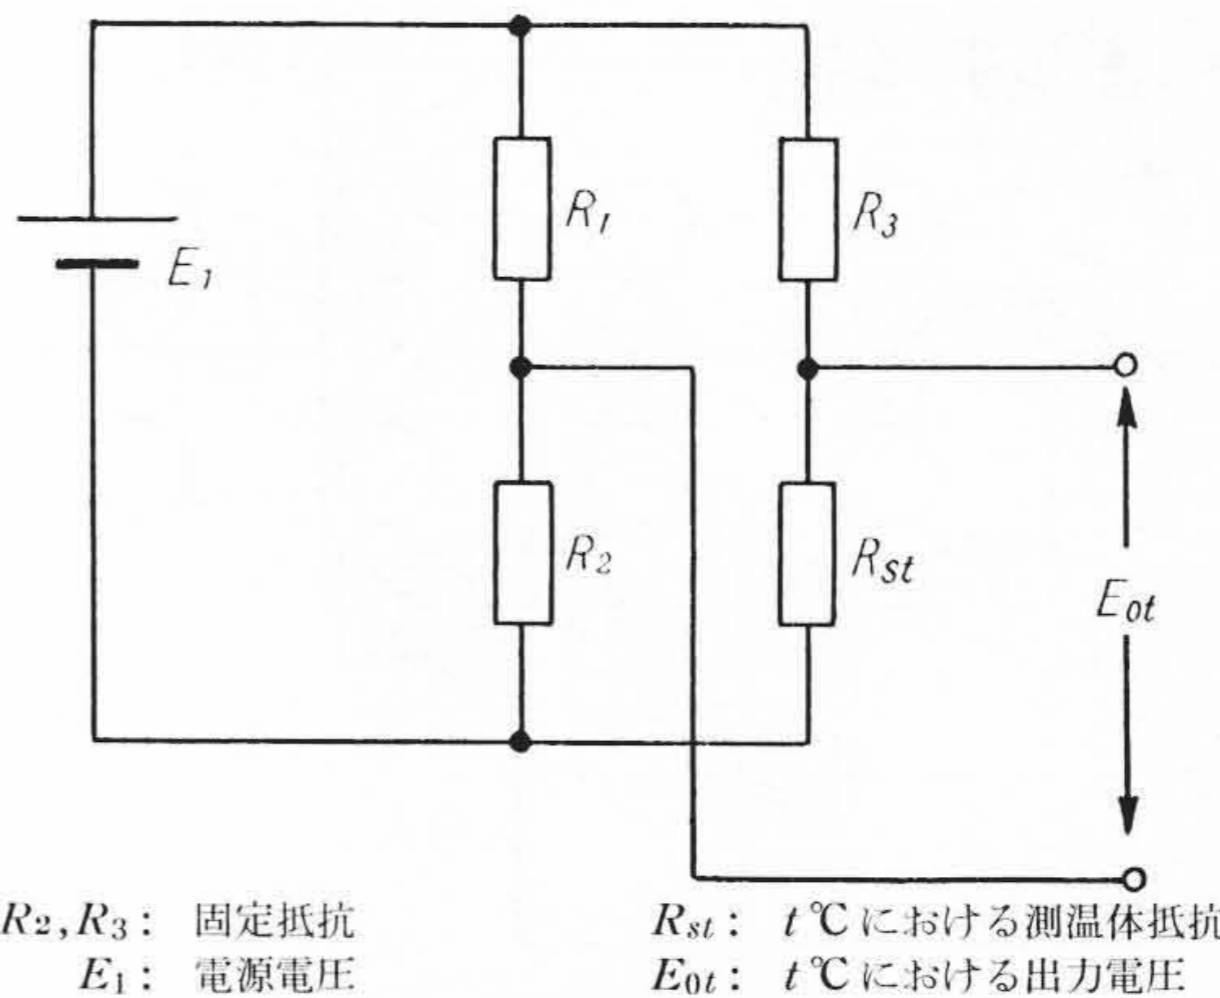 R1
R3
E1
R2
Rst
E0t
R2, R3： 固定抵抗
Rst： t℃における測温体抵抗
E1： 電源電圧
E0t： t℃における出力電圧